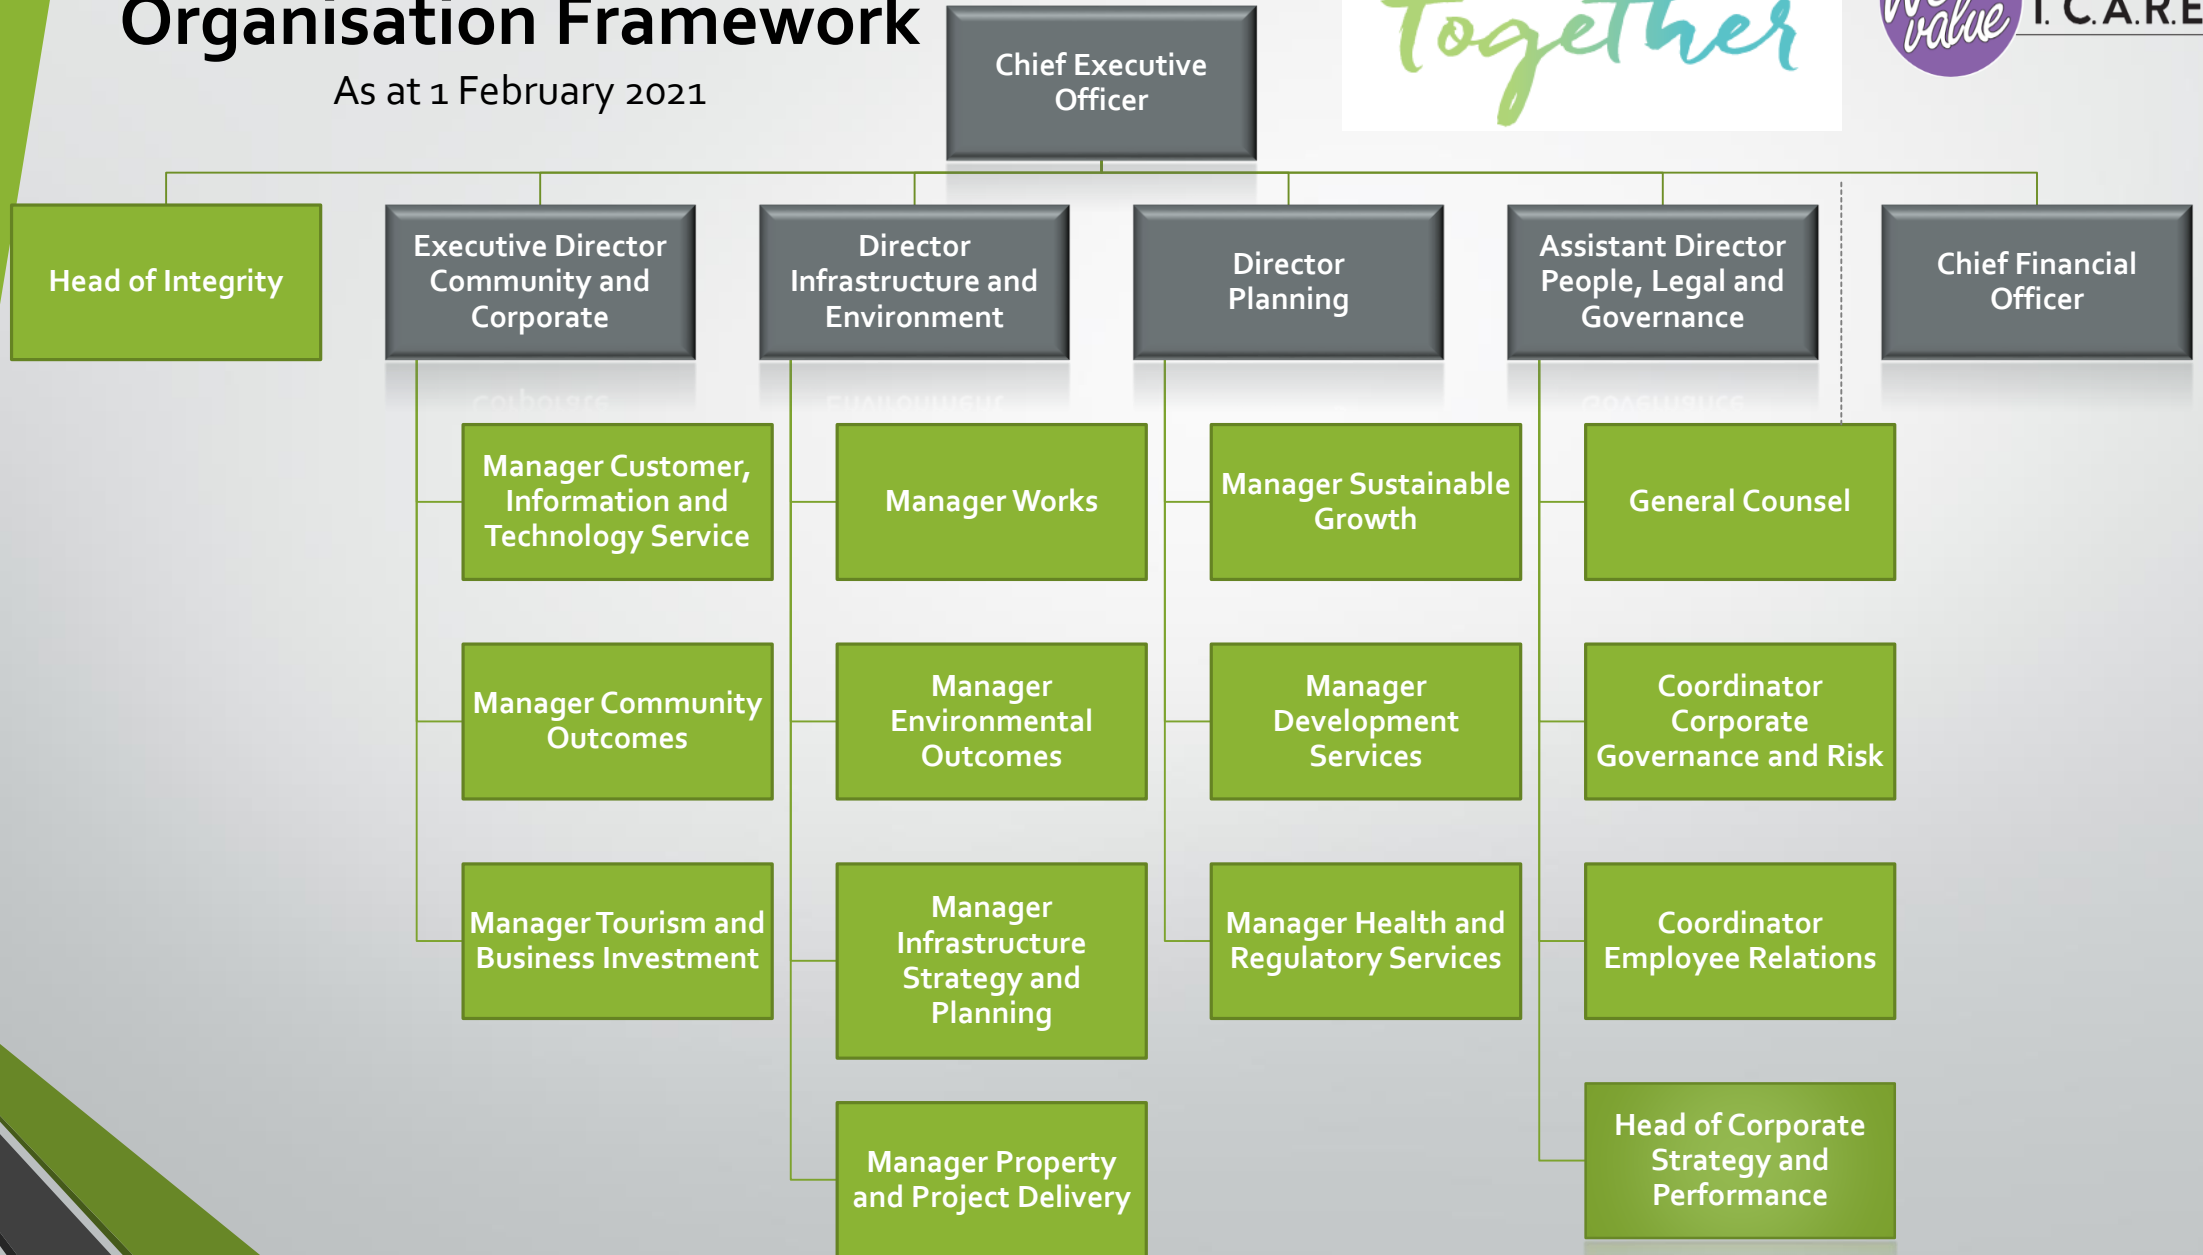 Organisation Framework
As at 1 February 2021
Together
We
value
I. C.A.R.E
Chief Executive
Officer
Head of Integrity
Executive Director
Community and
Corporate
Director
Infrastructure and
Environment
Director
Planning
Assistant Director
People, Legal and
Governance
Chief Financial
Officer
Manager Customer,
Information and
Technology Service
Manager Works
Manager Sustainable
Growth
General Counsel
Manager Community
Outcomes
Manager
Environmental
Outcomes
Manager
Development
Services
Coordinator
Corporate
Governance and Risk
Manager Tourism and
Business Investment
Manager
Infrastructure
Strategy and
Planning
Manager Health and
Regulatory Services
Coordinator
Employee Relations
Manager Property
and Project Delivery
Head of Corporate
Strategy and
Performance